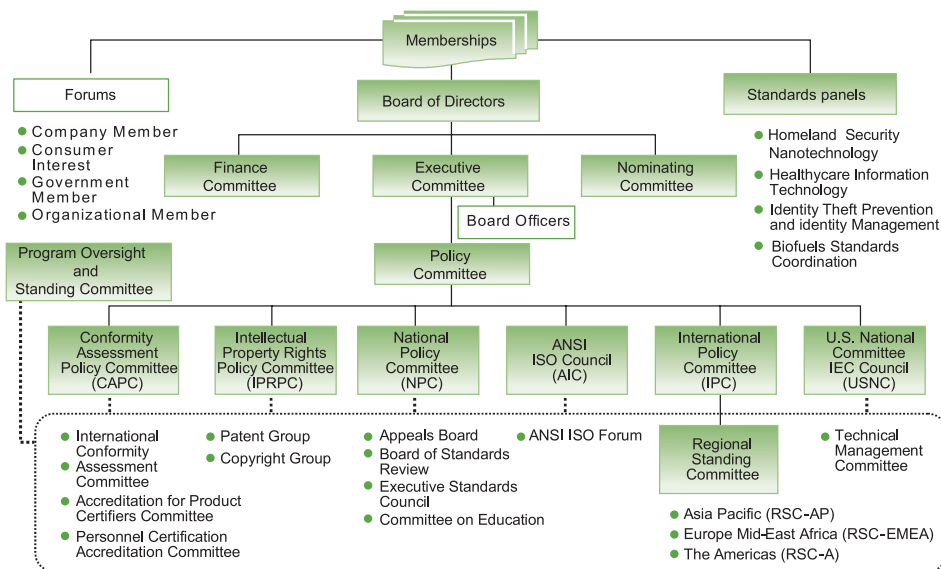 Memberships
Forums
Company Member
Consumer
Interest
Government
Member
Organizational Member
Board of Directors
Standards panels
Homeland Security
Nanotechnology
Healthycare Information
Technology
Identity Theft Prevention
and identity Management
Biofuels Standards
Coordination
Finance
Committee
Executive
Committee
Nominating
Committee
Board Officers
Program Oversight
and
Standing Committee
Policy
Committee
Conformity
Assessment
Policy Committee
(CAPC)
Intellectual
Property Rights
Policy Committee
(IPRPC)
National
Policy
Committee
(NPC)
ANSI
ISO Council
(AIC)
International
Policy
Committee
(IPC)
U.S. National
Committee
IEC Council
(USNC)
International
Conformity
Assessment
Committee
Accreditation for Product
Certifiers Committee
Personnel Certification
Accreditation Committee
Patent Group
Copyright Group
Appeals Board
Board of Standards
Review
Executive Standards
Council
Committee on Education
ANSI ISO Forum
Regional
Standing
Committee
Asia Pacific (RSC-AP)
Europe Mid-East Africa (RSC-EMEA)
The Americas (RSC-A)
Technical
Management
Committee